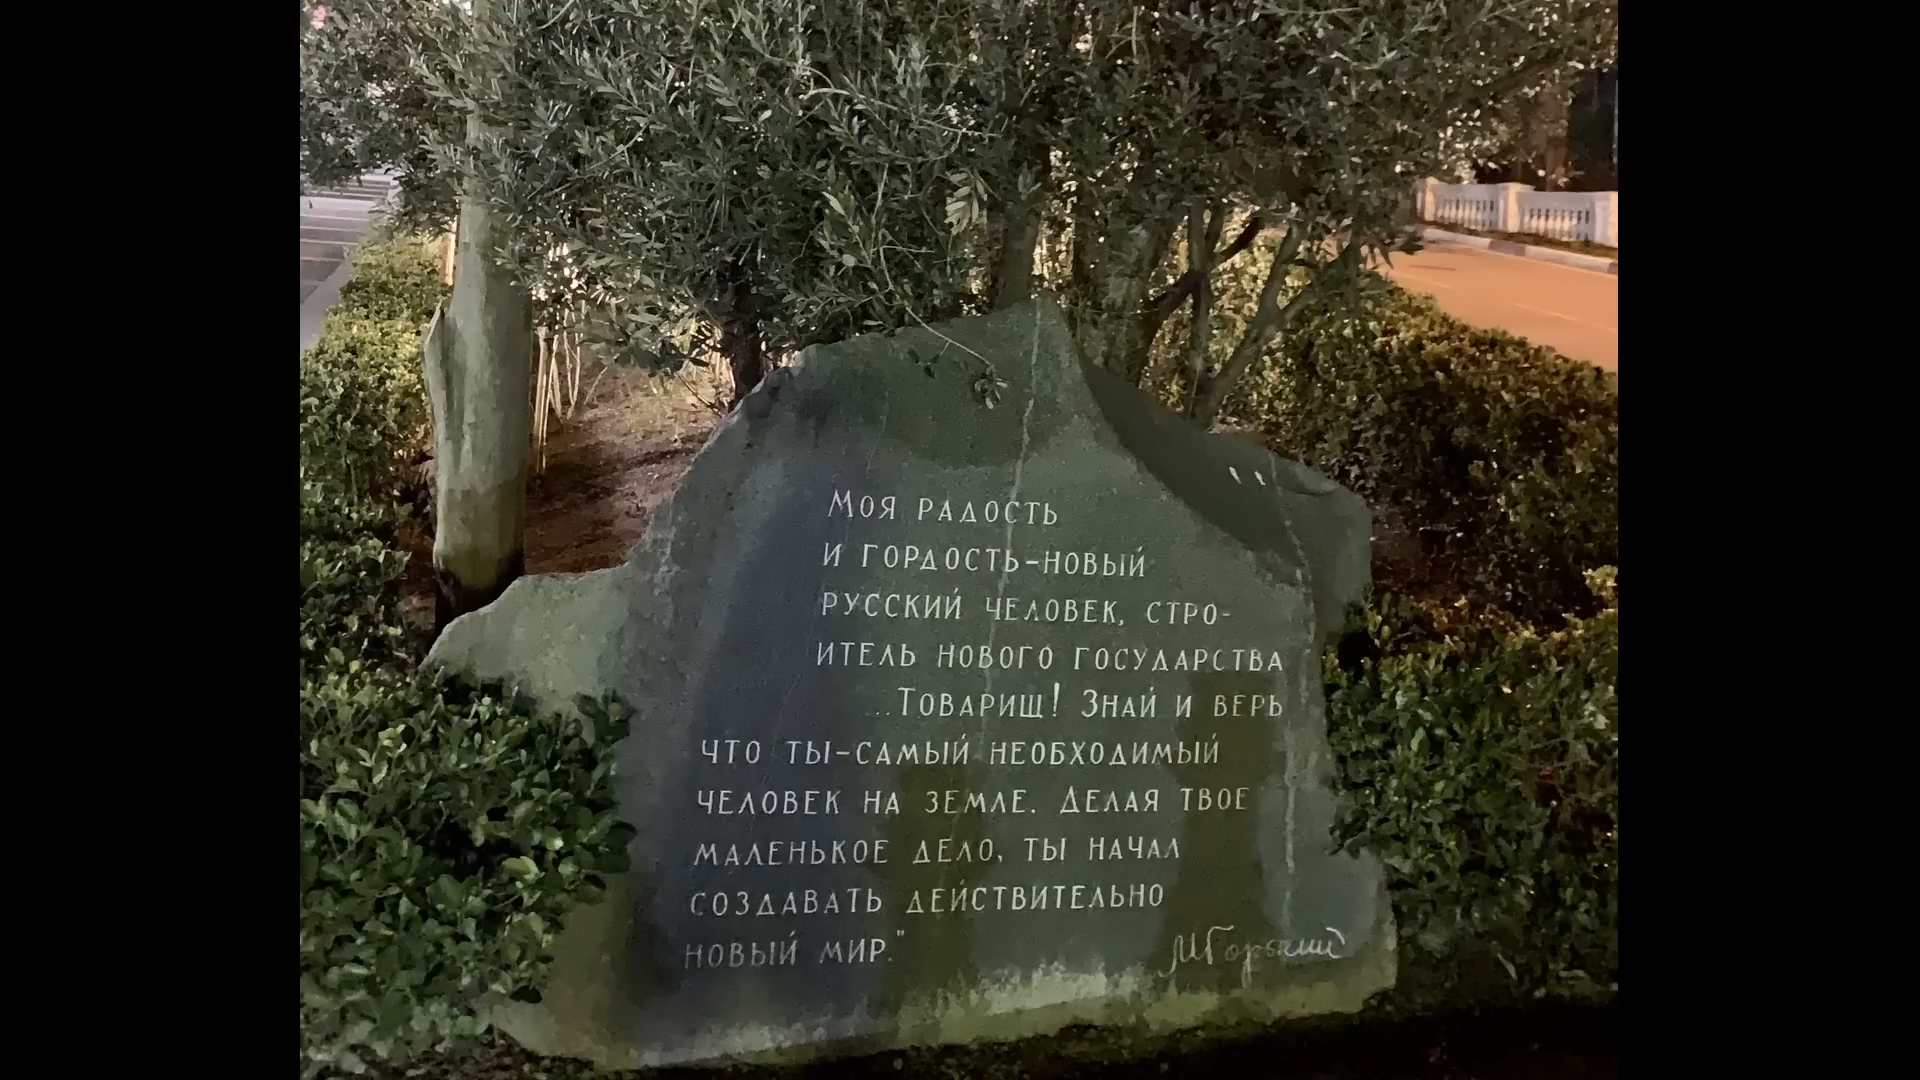 Моя радость
и гордость-новый
русский человек, стро-
итель нового государства
...Товарищ! Знай и верь
что ты-самый необходимый
человек на земле. Делая твое
маленькое дело, ты начал
создавать действительно
новый мир."
М Горький